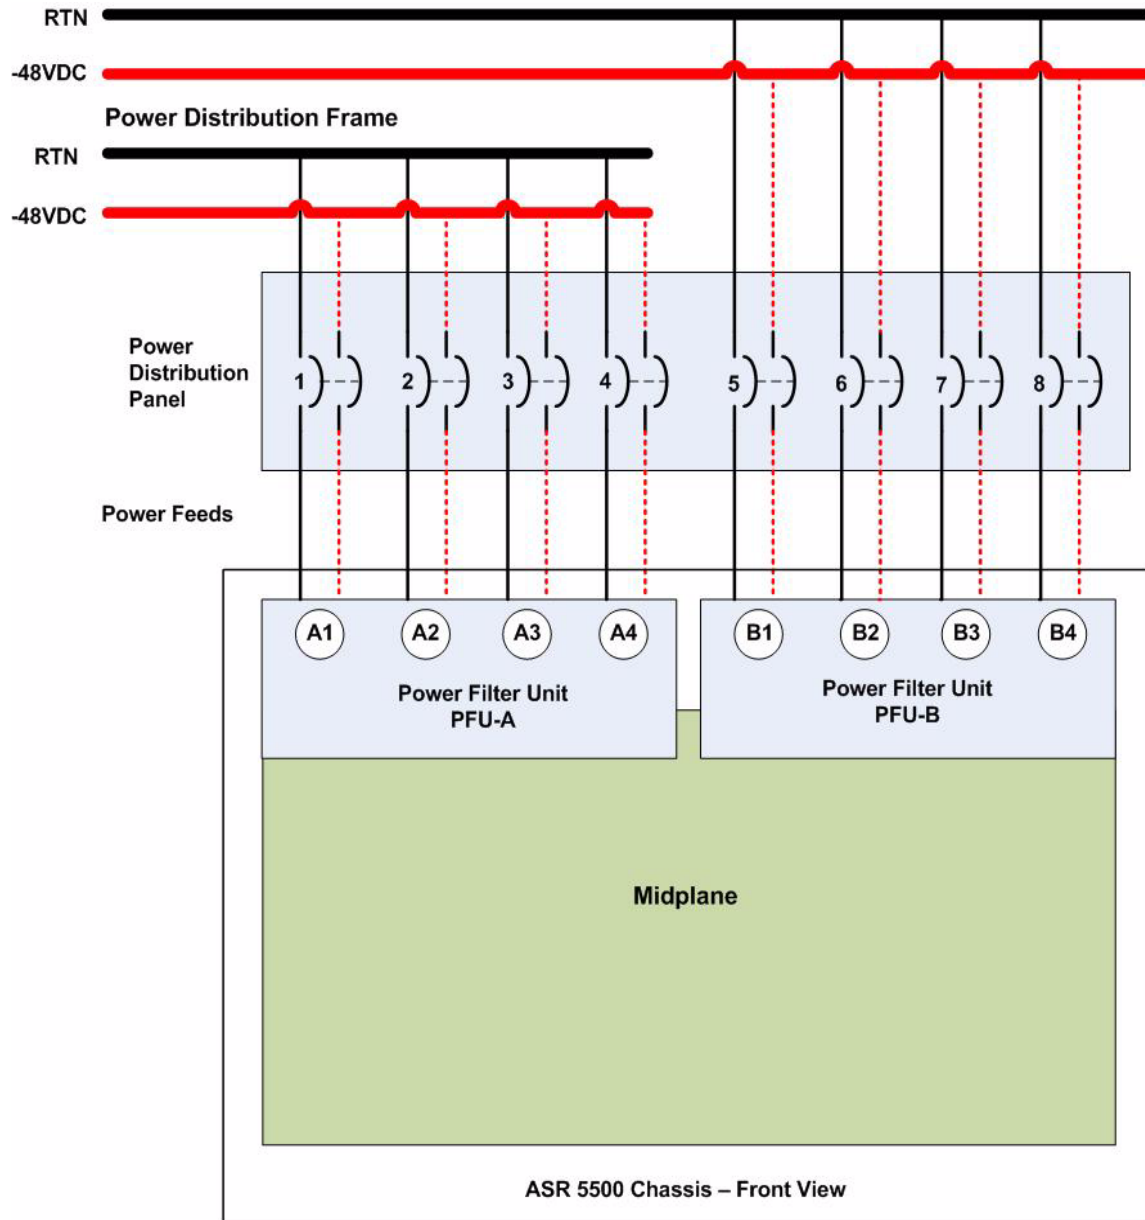 RTN
-48VDC
Power Distribution Frame
RTN
-48VDC
Power
Distribution
Panel
1 2 3 4 5 6 7 8
Power Feeds
A1 A2 A3 A4 B1 B2 B3 B4
Power Filter Unit
PFU-A
Power Filter Unit
PFU-B
Midplane
ASR 5500 Chassis – Front View